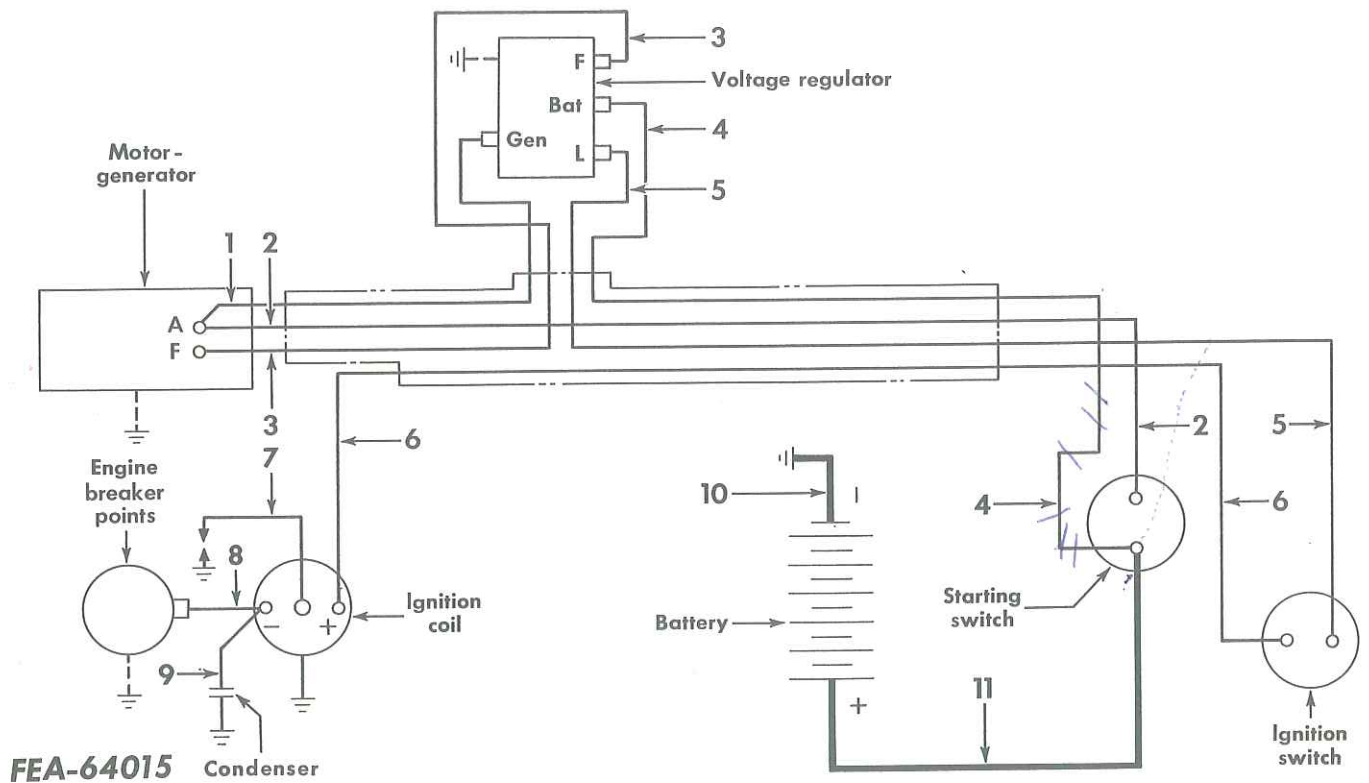 3
F
Voltage regulator
Bat
4
Gen
L
5
Motor-
generator
1 2
A
F
3
7
6
2
5
Engine
breaker
points
10
−
4
6
8
Ignition
coil
− +
Battery
Starting
switch
9
+
11
Ignition
switch
FEA-64015
Condenser